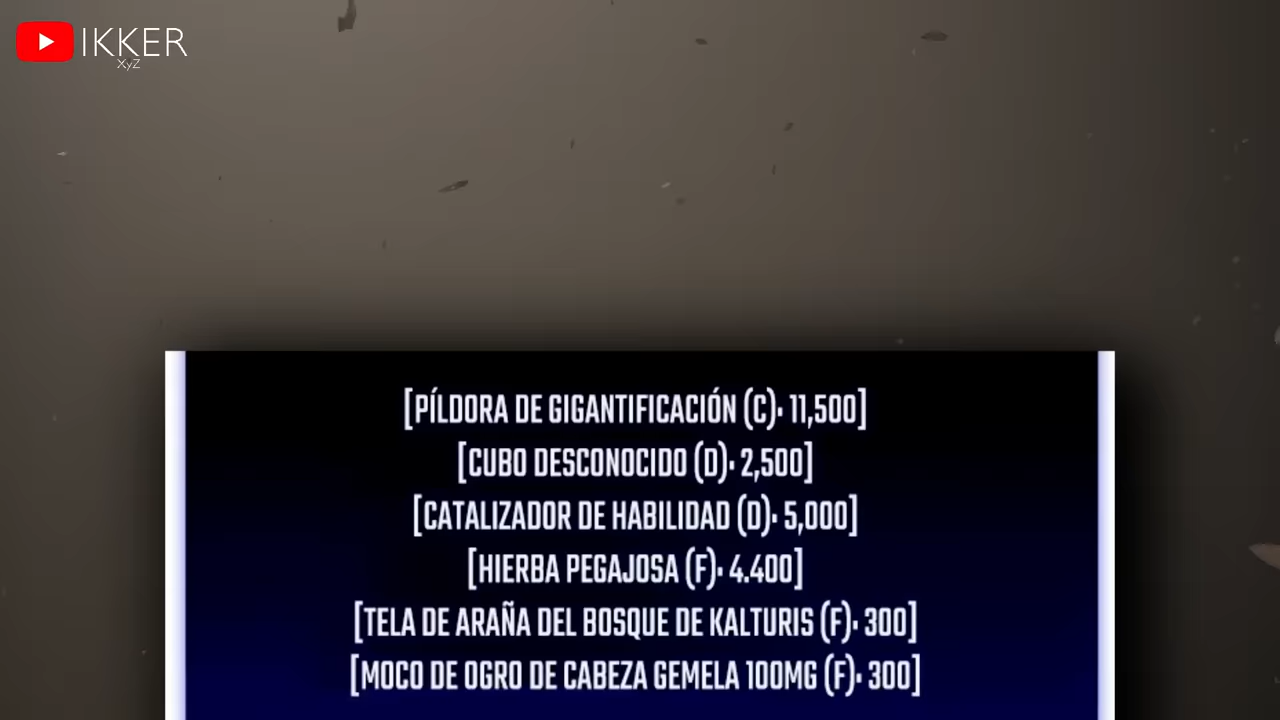 IKKER
XyZ
[PÍLDORA DE GIGANTIFICACIÓN (C): 11,500]
[CUBO DESCONOCIDO (D): 2,500]
[CATALIZADOR DE HABILIDAD (D): 5,000]
[HIERBA PEGAJOSA (F): 4.400]
[TELA DE ARAÑA DEL BOSQUE DE KALTURIS (F): 300]
[MOCO DE OGRO DE CABEZA GEMELA 100MG (F): 300]